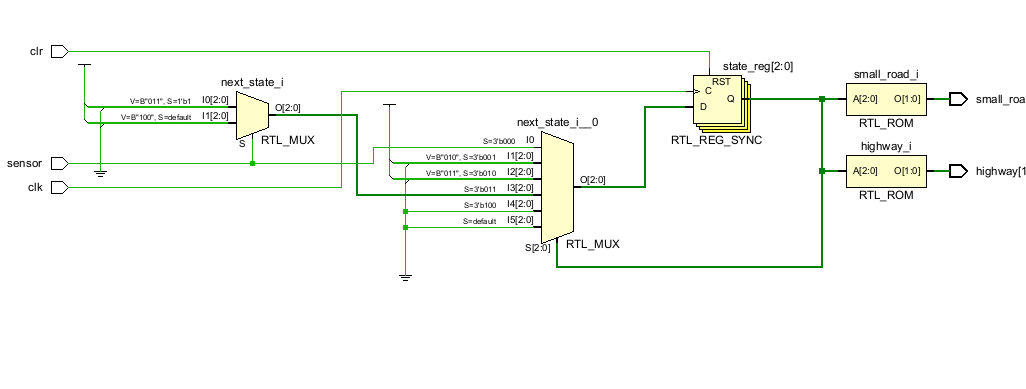 clr
state_reg[2:0]
next_state_i
RST
C
D
Q
RTL_REG_SYNC
small_road_i
A[2:0] O[1:0]
RTL_ROM
small_roa
V=B"011", S=1'b1 I0[2:0]
V=B"100", S=default I1[2:0]
O[2:0]
S
RTL_MUX
next_state_i__0
sensor
clk
S=3'b000 I0
V=B"010", S=3'b001 I1[2:0]
V=B"011", S=3'b010 I2[2:0]
S=3'b011 I3[2:0]
S=3'b100 I4[2:0]
S=default I5[2:0]
O[2:0]
S[2:0]
RTL_MUX
highway_i
A[2:0] O[1:0]
RTL_ROM
highway[1